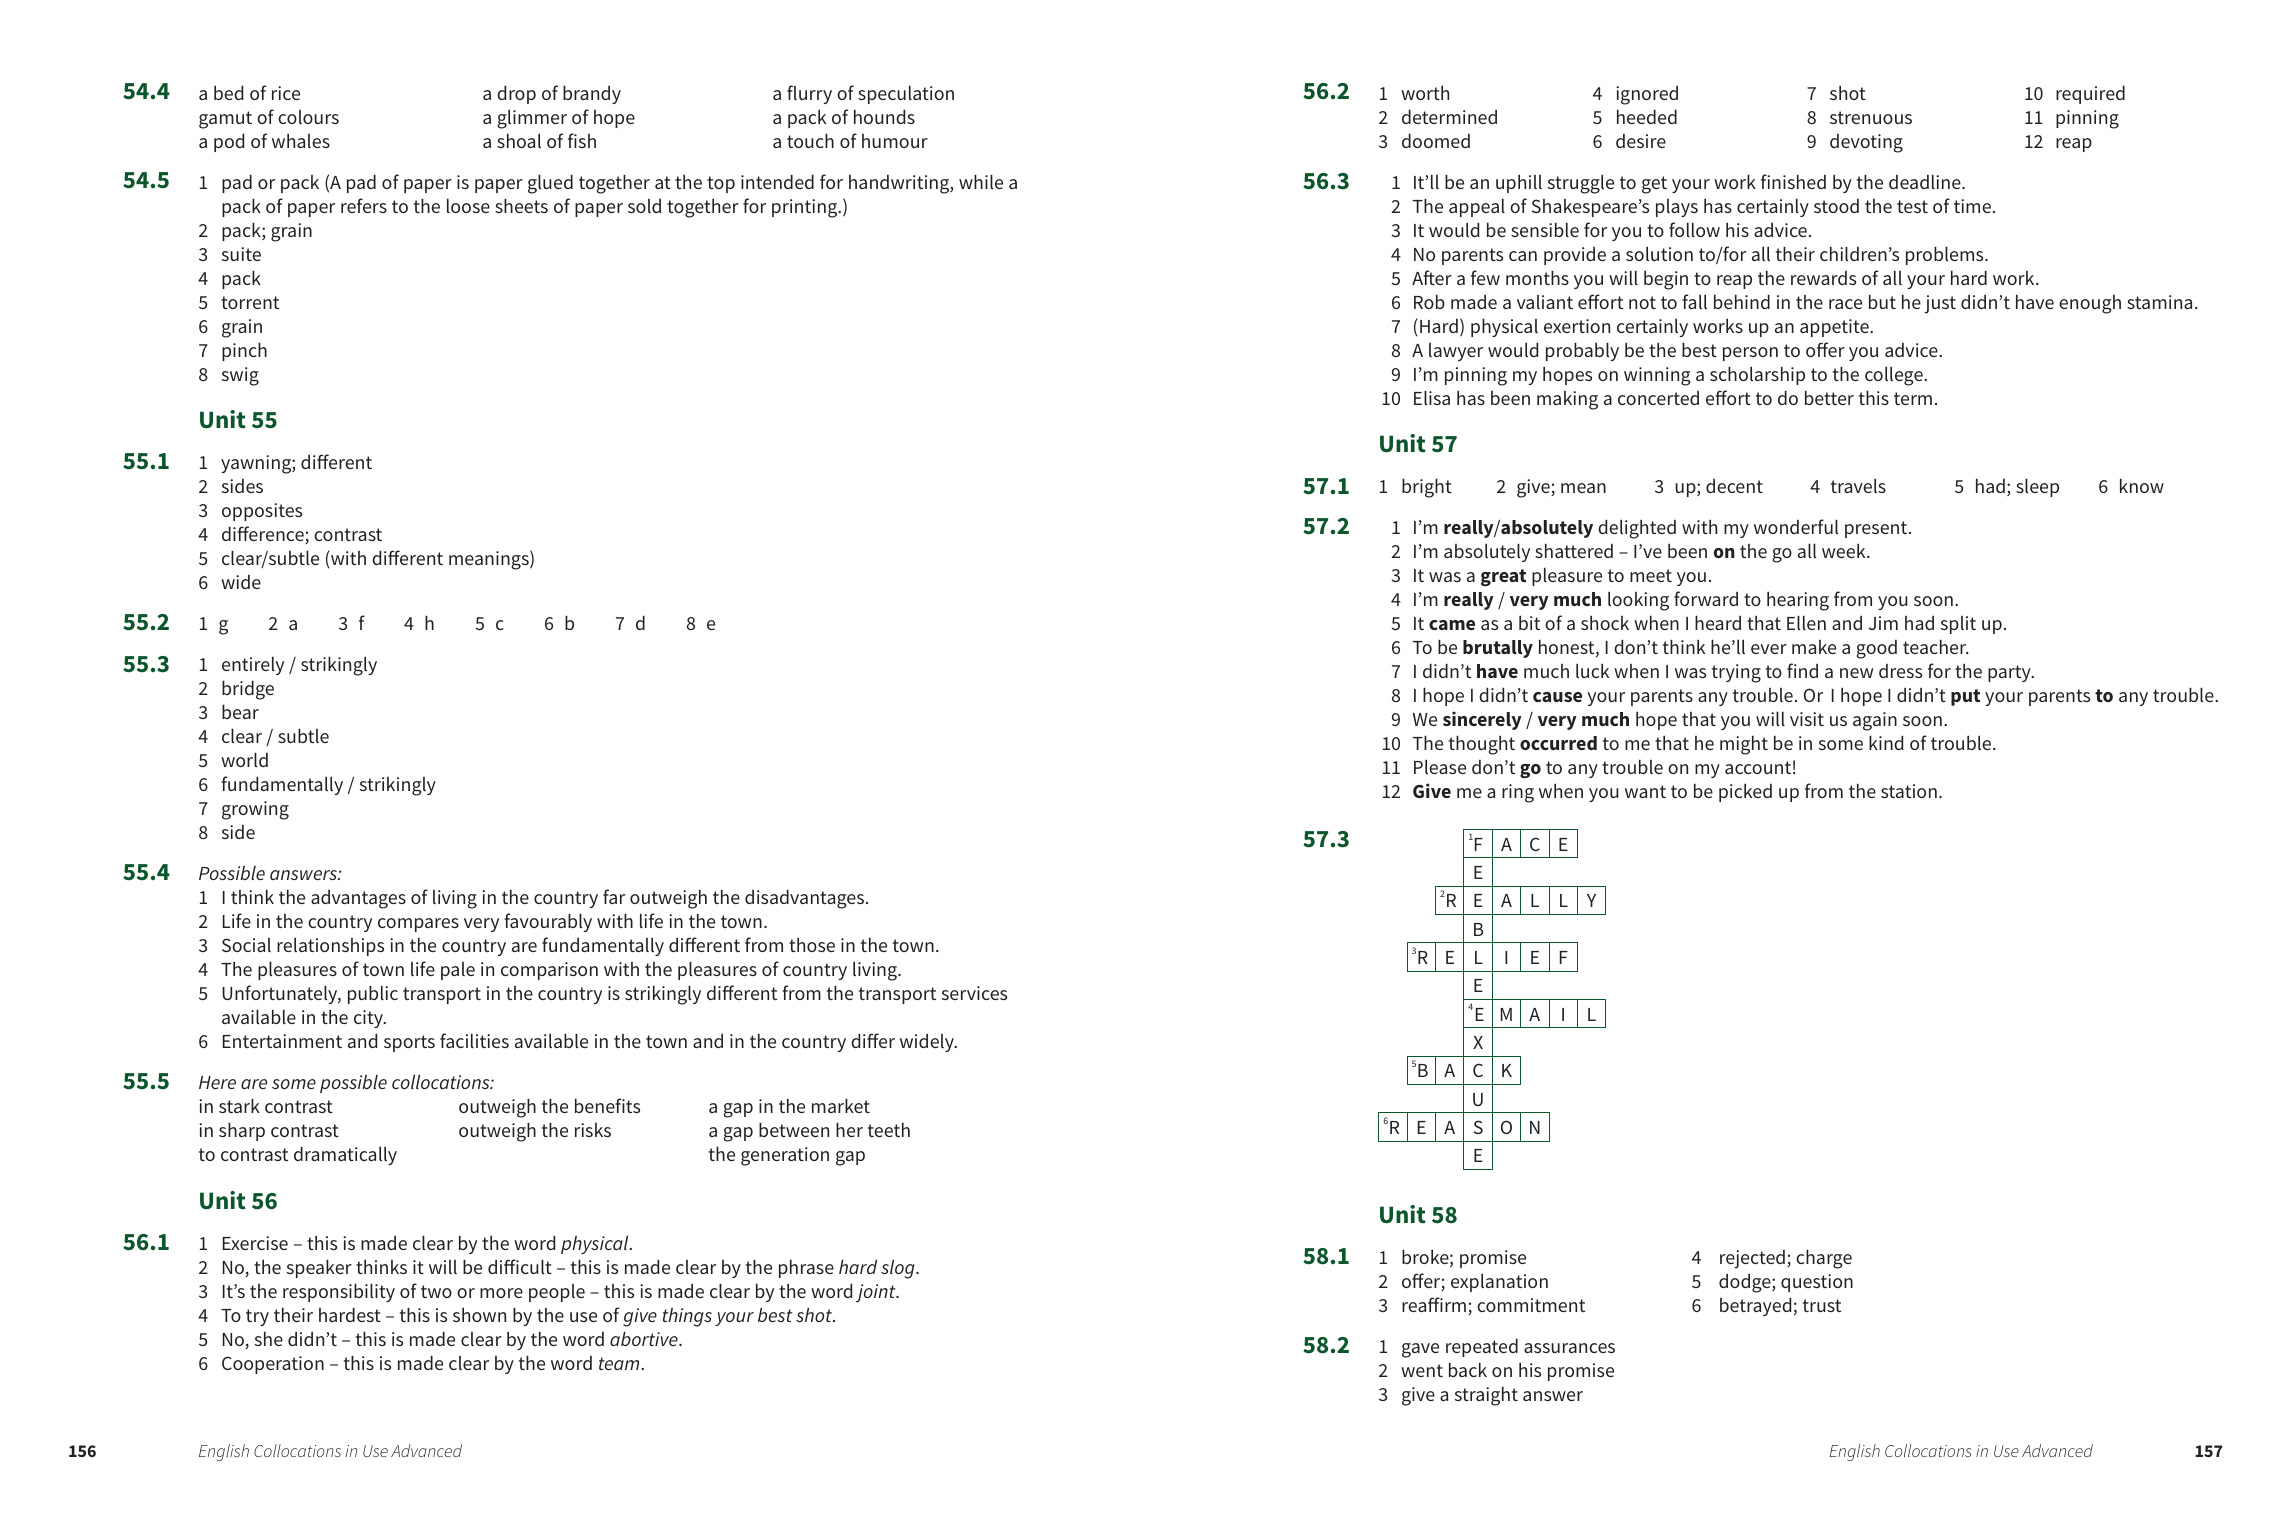 54.4 a bed of rice a drop of brandy a flurry of speculation
gamut of colours a glimmer of hope a pack of hounds
a pod of whales a shoal of fish a touch of humour
54.5 1 pad or pack (A pad of paper is paper glued together at the top intended for handwriting, while a
pack of paper refers to the loose sheets of paper sold together for printing.)
2 pack; grain
3 suite
4 pack
5 torrent
6 grain
7 pinch
8 swig
Unit 55
55.1 1 yawning; different
2 sides
3 opposites
4 difference; contrast
5 clear/subtle (with different meanings)
6 wide
55.2 1 g 2 a 3 f 4 h 5 c 6 b 7 d 8 e
55.3 1 entirely / strikingly
2 bridge
3 bear
4 clear / subtle
5 world
6 fundamentally / strikingly
7 growing
8 side
55.4 Possible answers:
1 I think the advantages of living in the country far outweigh the disadvantages.
2 Life in the country compares very favourably with life in the town.
3 Social relationships in the country are fundamentally different from those in the town.
4 The pleasures of town life pale in comparison with the pleasures of country living.
5 Unfortunately, public transport in the country is strikingly different from the transport services
available in the city.
6 Entertainment and sports facilities available in the town and in the country differ widely.
55.5 Here are some possible collocations:
in stark contrast outweigh the benefits a gap in the market
in sharp contrast outweigh the risks a gap between her teeth
to contrast dramatically the generation gap
Unit 56
56.1 1 Exercise – this is made clear by the word physical.
2 No, the speaker thinks it will be difficult – this is made clear by the phrase hard slog.
3 It’s the responsibility of two or more people – this is made clear by the word joint.
4 To try their hardest – this is shown by the use of give things your best shot.
5 No, she didn’t – this is made clear by the word abortive.
6 Cooperation – this is made clear by the word team.
156 English Collocations in Use Advanced
56.2 1 worth 4 ignored 7 shot 10 required
2 determined 5 heeded 8 strenuous 11 pinning
3 doomed 6 desire 9 devoting 12 reap
56.3 1 It’ll be an uphill struggle to get your work finished by the deadline.
2 The appeal of Shakespeare’s plays has certainly stood the test of time.
3 It would be sensible for you to follow his advice.
4 No parents can provide a solution to/for all their children’s problems.
5 After a few months you will begin to reap the rewards of all your hard work.
6 Rob made a valiant effort not to fall behind in the race but he just didn’t have enough stamina.
7 (Hard) physical exertion certainly works up an appetite.
8 A lawyer would probably be the best person to offer you advice.
9 I’m pinning my hopes on winning a scholarship to the college.
10 Elisa has been making a concerted effort to do better this term.
Unit 57
57.1 1 bright 2 give; mean 3 up; decent 4 travels 5 had; sleep 6 know
57.2 1 I’m really/absolutely delighted with my wonderful present.
2 I’m absolutely shattered – I’ve been on the go all week.
3 It was a great pleasure to meet you.
4 I’m really / very much looking forward to hearing from you soon.
5 It came as a bit of a shock when I heard that Ellen and Jim had split up.
6 To be brutally honest, I don’t think he’ll ever make a good teacher.
7 I didn’t have much luck when I was trying to find a new dress for the party.
8 I hope I didn’t cause your parents any trouble. Or I hope I didn’t put your parents to any trouble.
9 We sincerely / very much hope that you will visit us again soon.
10 The thought occurred to me that he might be in some kind of trouble.
11 Please don’t go to any trouble on my account!
12 Give me a ring when you want to be picked up from the station.
57.3 1 F A C E
E
2 R E A L L Y
B
3 R E L I E F
E
4 E M A I L
X
5 B A C K
U
6 R E A S O N
E
Unit 58
58.1 1 broke; promise 4 rejected; charge
2 offer; explanation 5 dodge; question
3 reaffirm; commitment 6 betrayed; trust
58.2 1 gave repeated assurances
2 went back on his promise
3 give a straight answer
English Collocations in Use Advanced 157